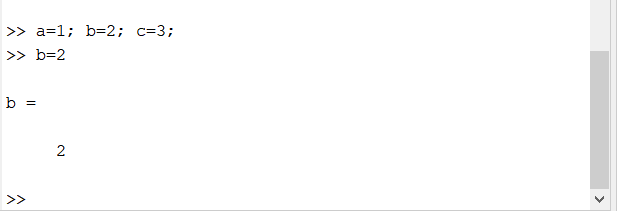 >> a=1; b=2; c=3;
>> b=2
b =
2
>>